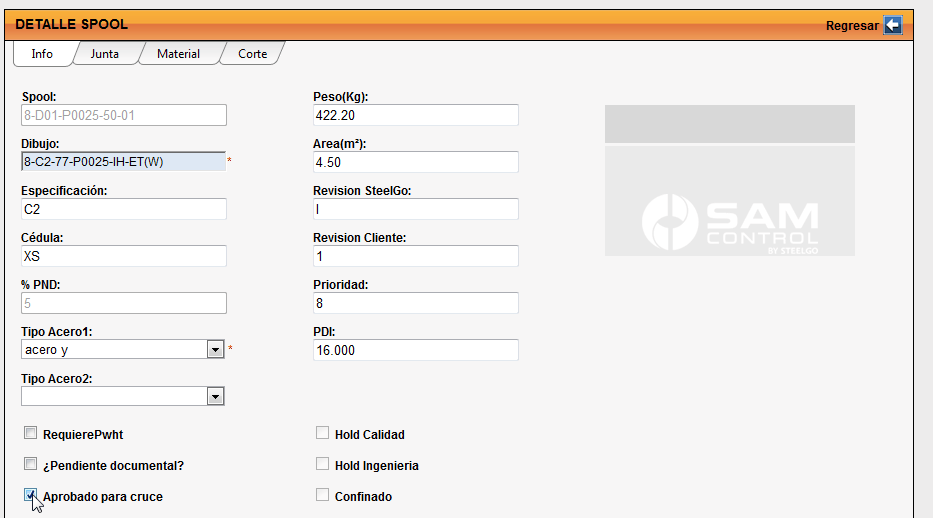 DETALLE SPOOL
Regresar
Info Junta Material Corte
Spool:
8-D01-P0025-50-01
Dibujo:
8-C2-77-P0025-IH-ET(W) *
Especificación:
C2
Cédula:
XS
% PND:
5
Tipo Acero1:
acero y *
Tipo Acero2:
RequierePwht
¿Pendiente documental?
Aprobado para cruce
Peso(Kg):
422.20
Area(m²):
4.50
Revision SteelGo:
I
Revision Cliente:
1
Prioridad:
8
PDI:
16.000
Hold Calidad
Hold Ingenieria
Confinado
SAM
CONTROL
BY STEELGO